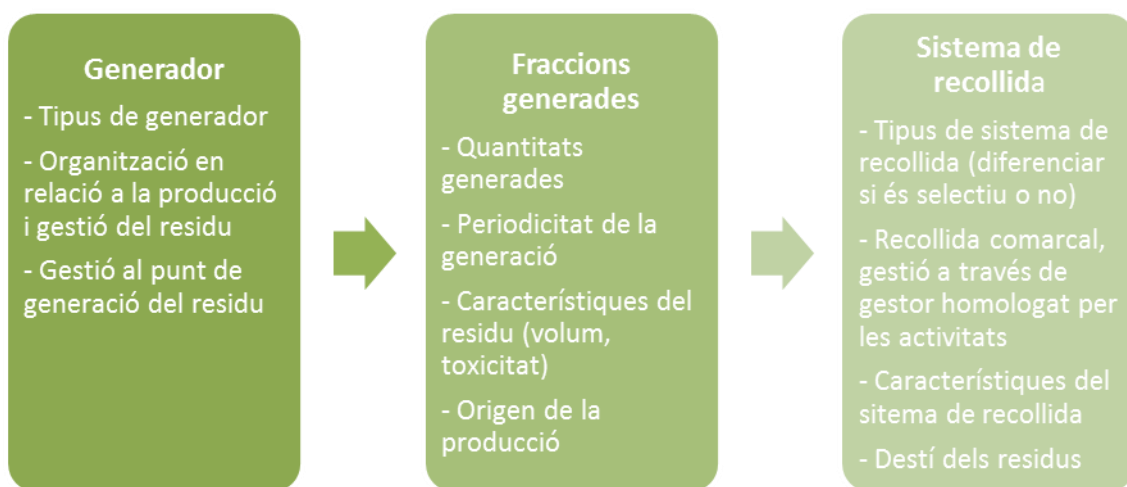 Generador
- Tipus de generador
- Organització en
relació a la producció
i gestió del residu
- Gestió al punt de
generació del residu
Fraccions
generades
- Quantitats
generades
- Periodicitat de la
generació
- Característiques del
residu (volum,
toxicitat)
- Origen de la
producció
Sistema de
recollida
- Tipus de sistema de
recollida (diferenciar
si és selectiu o no)
- Recollida comarcal,
gestió a través de
gestor homologat per
les activitats
- Característiques del
sitema de recollida
- Destí dels residus